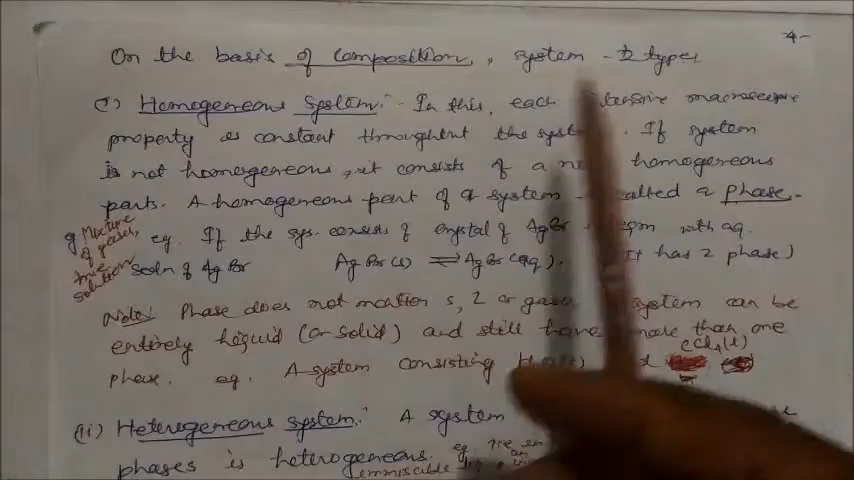 -4-
On the basis of composition, system - 2 types
(i) Homogeneous System:- In this, each intensive macroscopic
property is constant throughout the system. If system
is not homogeneous, it consists of a no. homogeneous
parts. A homogeneous part of a system called a phase.
eg. Mixture of gases, true solution
eg. If the sys. consists of crystal of AgBr eqm with aq.
soln of AgBr AgBr(s) ⇌ AgBr(aq). It has 2 phase)
Note! Phase does not mention s, l or gas. system can be
entirely liquid (or solid) and still have more than one
phase. eg. A system consisting CCl4(l)
(ii) Heterogeneous system: A system
phases is heterogeneous. eg. ice
immiscible